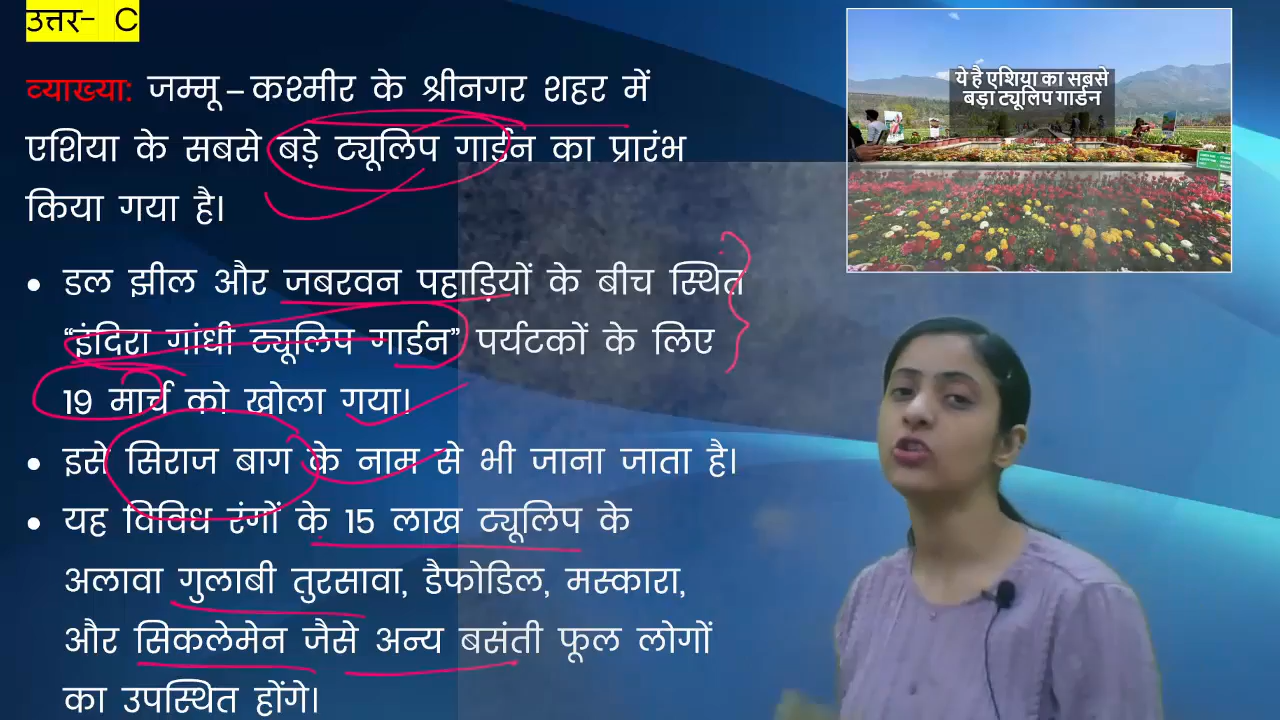 उत्तर- C
व्याख्या: जम्मू – कश्मीर के श्रीनगर शहर में
एशिया के सबसे बड़े ट्यूलिप गार्डन का प्रारंभ
किया गया है।
• डल झील और जबरवन पहाड़ियों के बीच स्थित
“इंदिरा गांधी ट्यूलिप गार्डन” पर्यटकों के लिए
19 मार्च को खोला गया।
• इसे सिराज बाग के नाम से भी जाना जाता है।
• यह विविध रंगों के 15 लाख ट्यूलिप के
अलावा गुलाबी तुरसावा, डैफोडिल, मस्कारा,
और सिकलेमेन जैसे अन्य बसंती फूल लोगों
का उपस्थित होंगे।
ये है एशिया का सबसे
बड़ा ट्यूलिप गार्डन